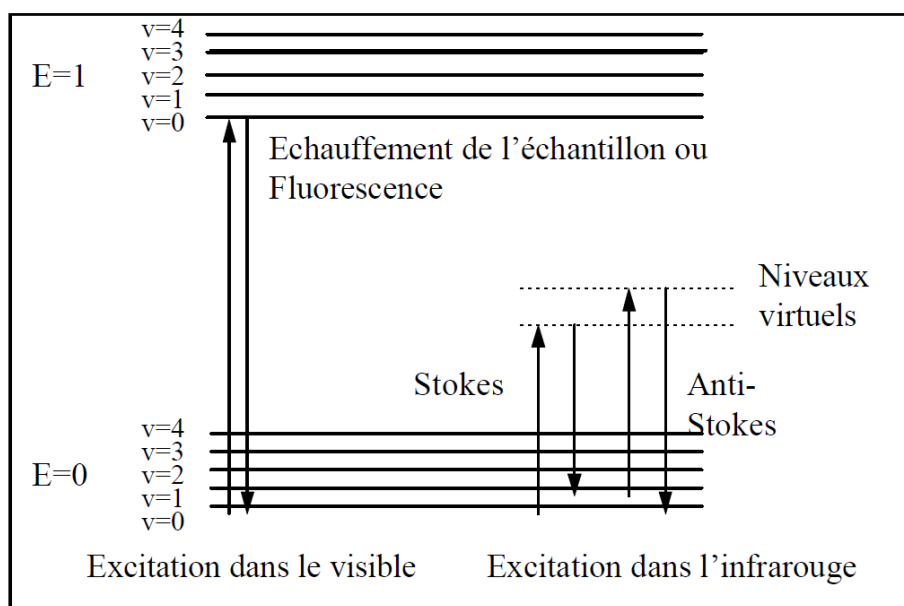 v=4
v=3
E=1
v=2
v=1
v=0
Echauffement de l'échantillon ou
Fluorescence
Niveaux
virtuels
Stokes
Anti-
Stokes
v=4
v=3
E=0
v=2
v=1
v=0
Excitation dans le visible
Excitation dans l'infrarouge